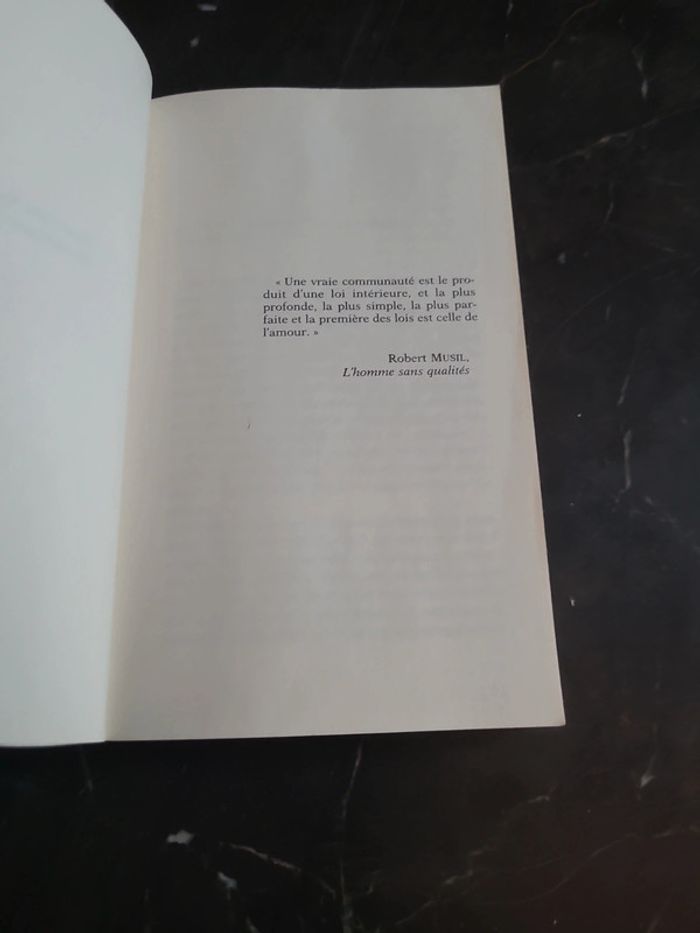 « Une vraie communauté est le pro-
duit d'une loi intérieure, et la plus
profonde, la plus simple, la plus par-
faite et la première des lois est celle de
l'amour. »
Robert MUSIL,
L'homme sans qualités